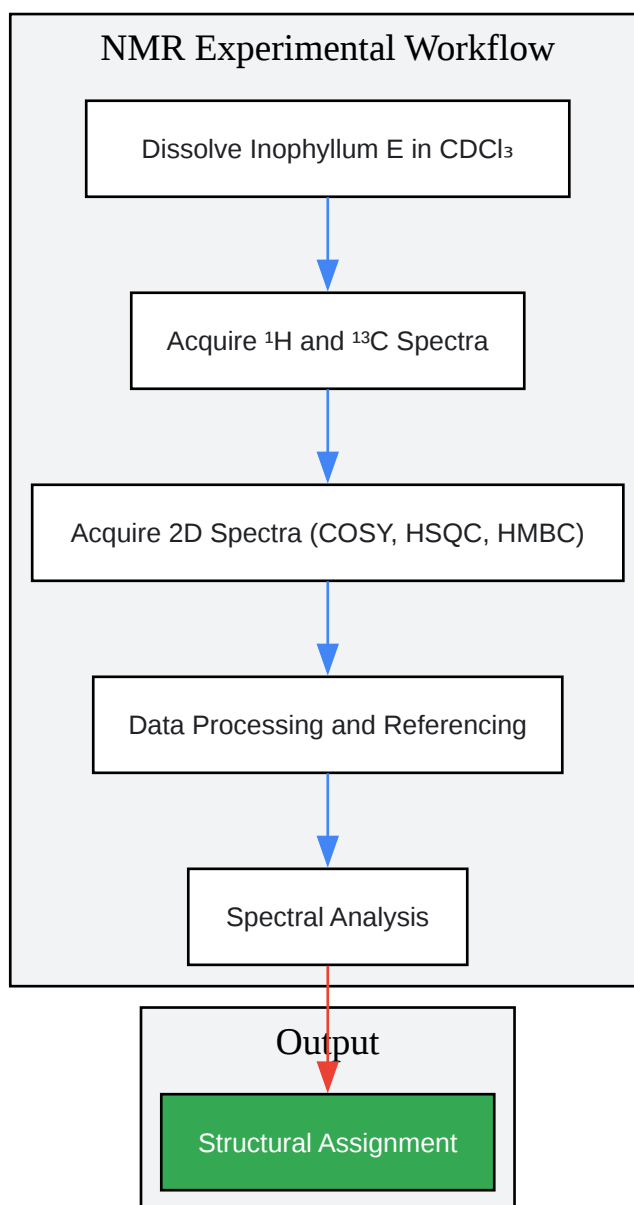 NMR Experimental Workflow
Dissolve Inophyllum E in CDCl₃
Acquire ¹H and ¹³C Spectra
Acquire 2D Spectra (COSY, HSQC, HMBC)
Data Processing and Referencing
Spectral Analysis
Output
Structural Assignment